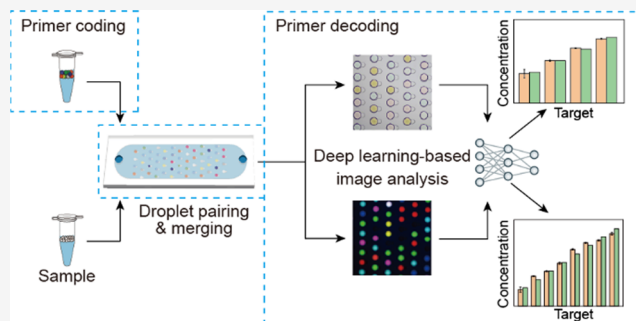 Primer coding
Sample
Droplet pairing
& merging
Primer decoding
Deep learning-based
image analysis
Concentration
Target
Concentration
Target